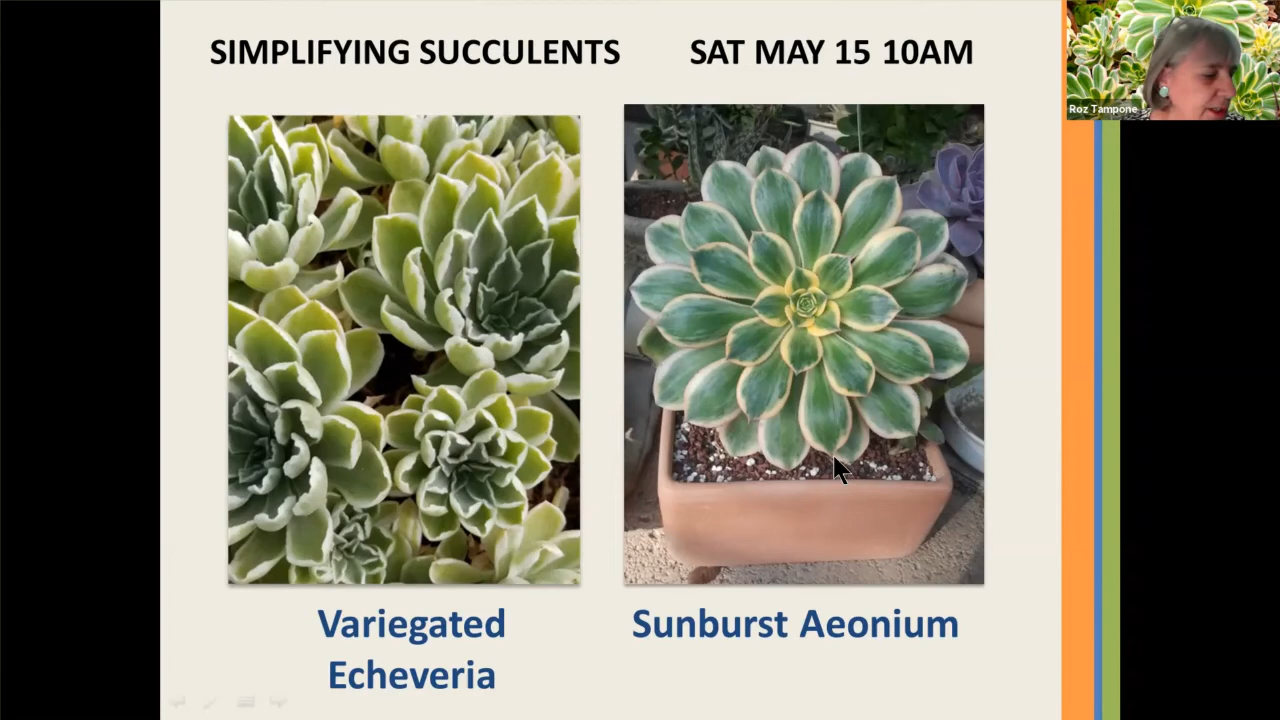 SIMPLIFYING SUCCULENTS SAT MAY 15 10AM
Roz Tampone
Variegated
Echeveria
Sunburst Aeonium